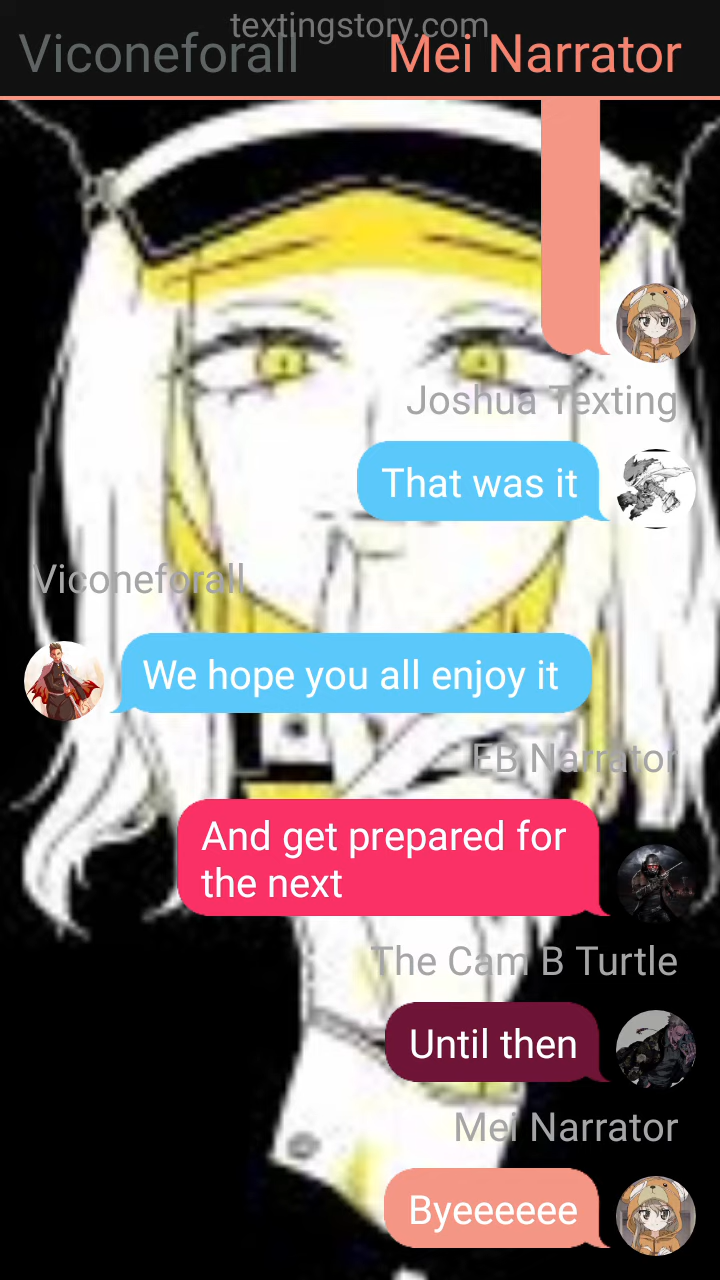 textingstory.com
Viconeforall
Mei Narrator
Joshua Texting
That was it
Viconeforall
We hope you all enjoy it
EB Narrator
And get prepared for
the next
The Cam B Turtle
Until then
Mei Narrator
Byeeeeee